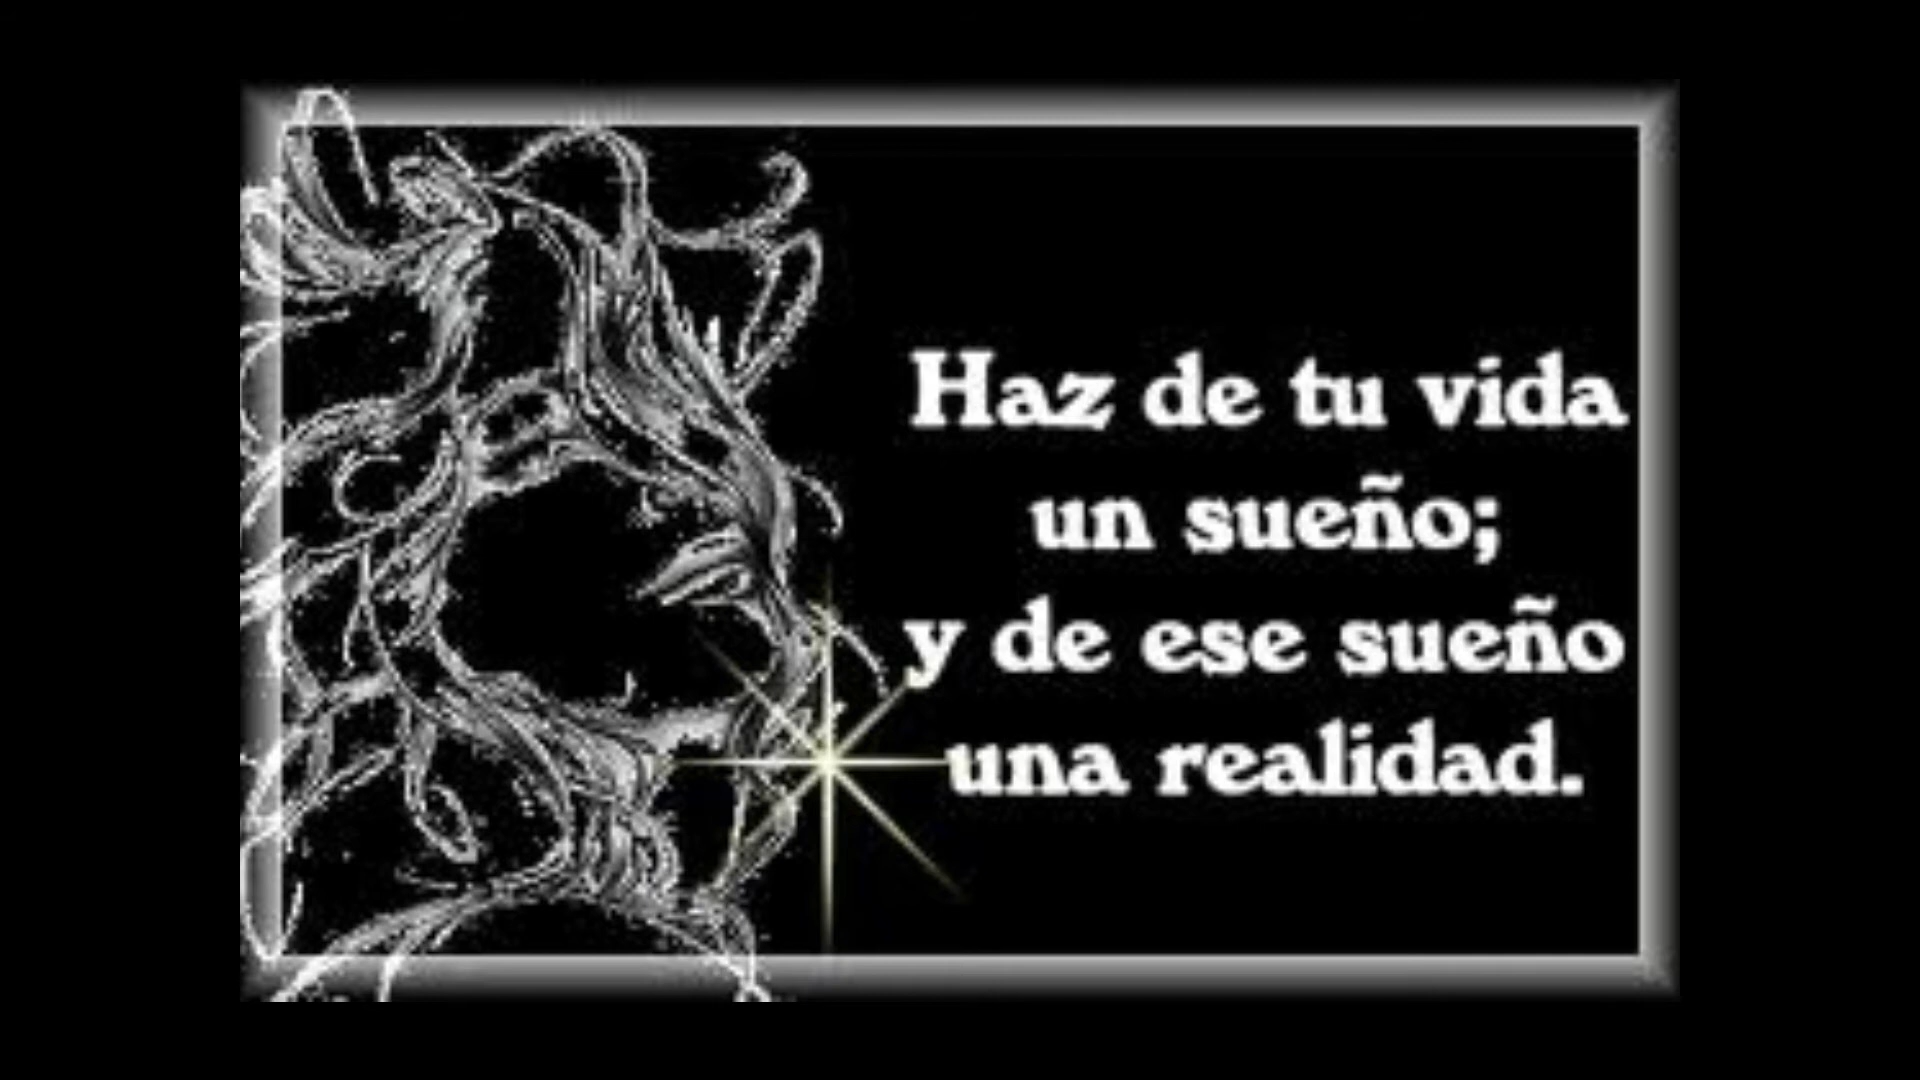 Haz de tu vida
un sueño;
y de ese sueño
una realidad.